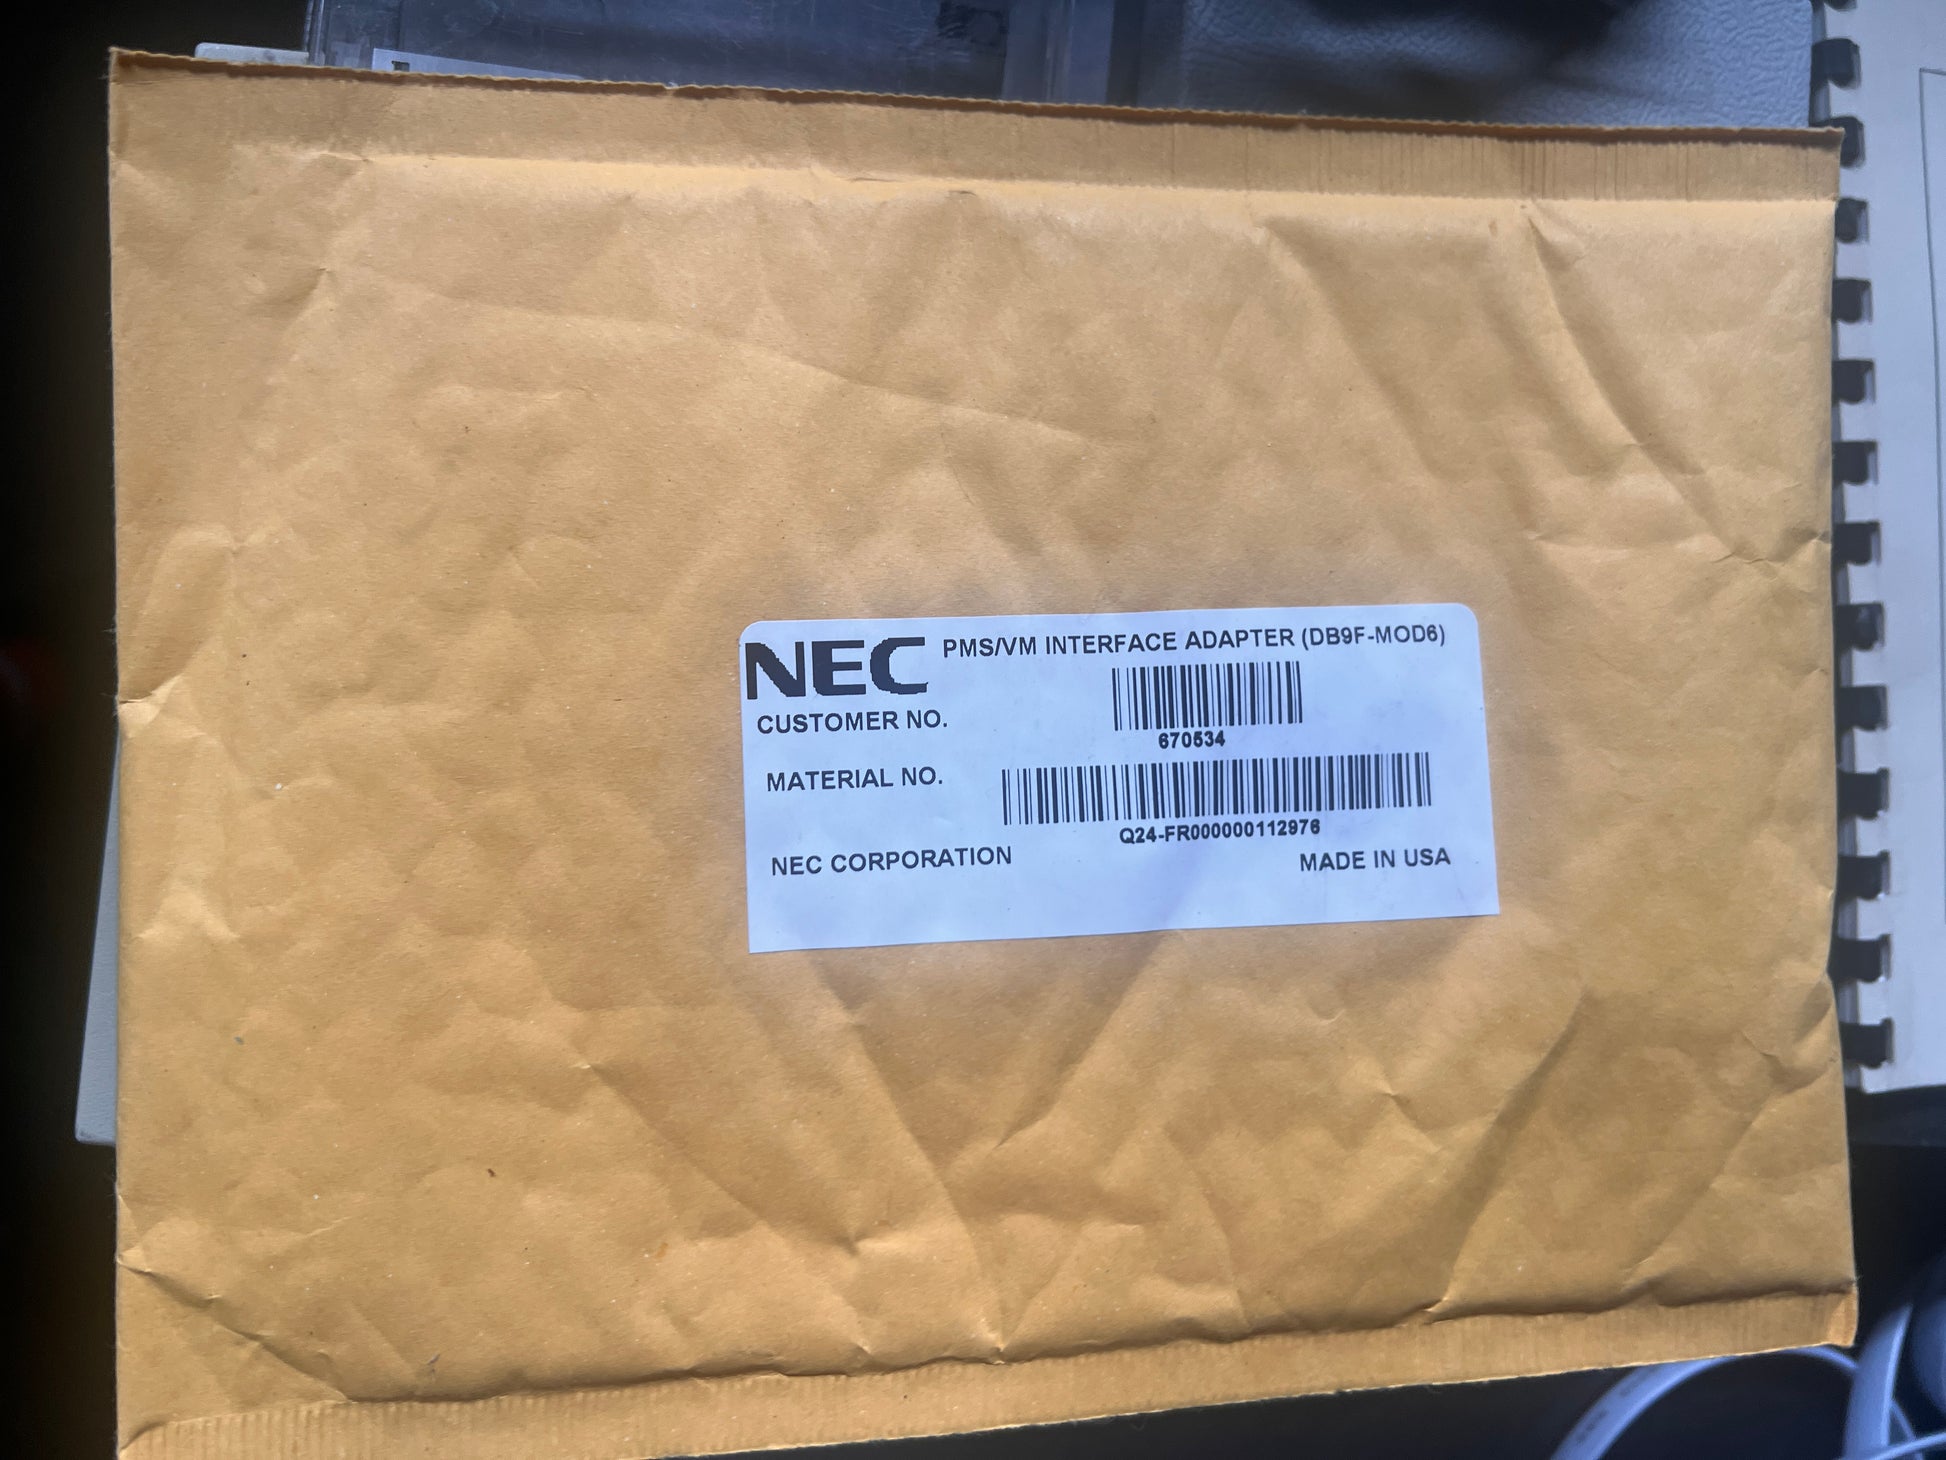 NEC PMS/VM INTERFACE ADAPTER (DB9F-MOD6)
CUSTOMER NO.
670534
MATERIAL NO.
Q24-FR000000112976
NEC CORPORATION MADE IN USA